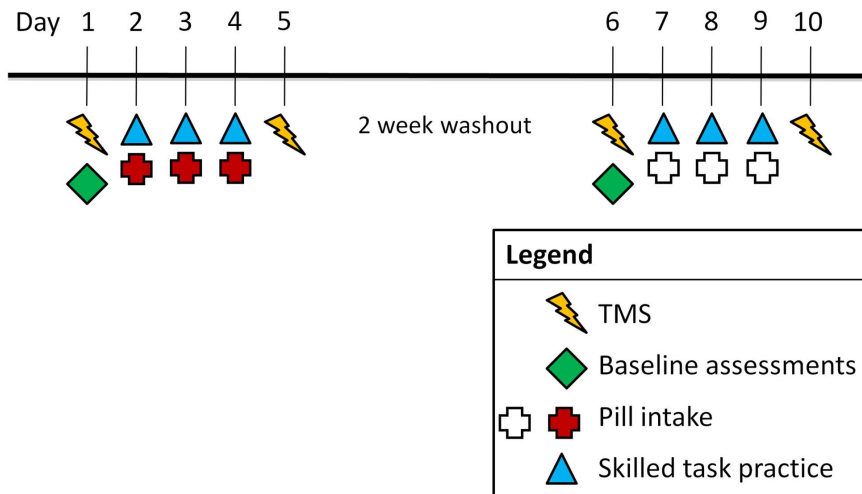 Day 1 2 3 4 5 6 7 8 9 10
2 week washout
Legend
TMS
Baseline assessments
Pill intake
Skilled task practice